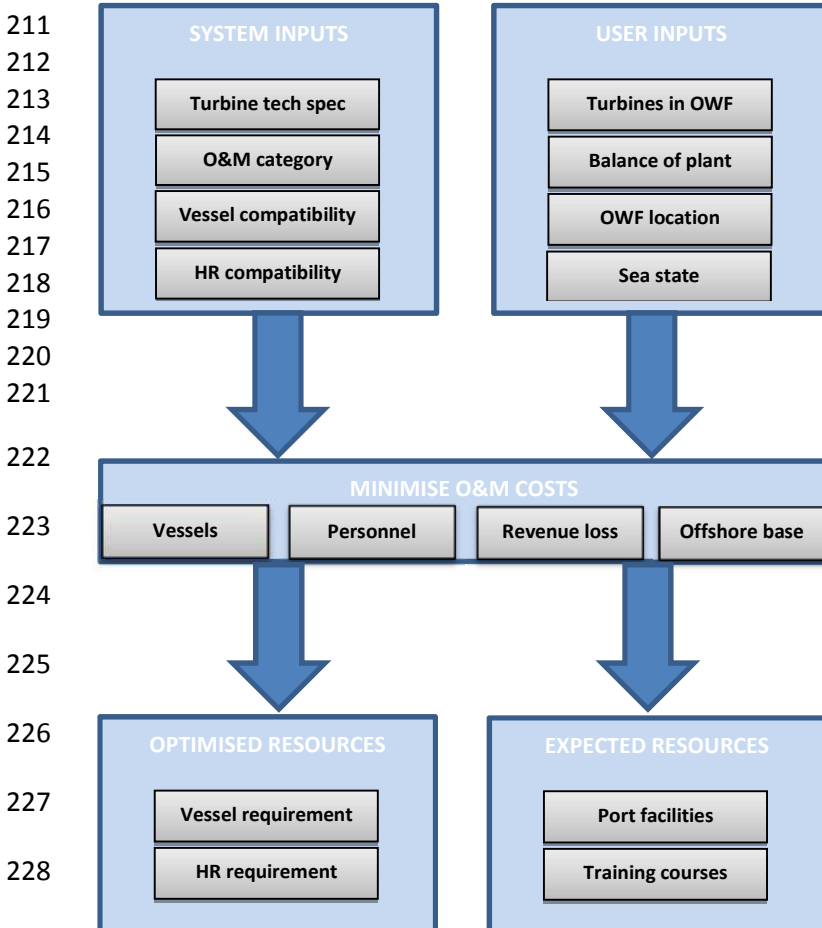 211
SYSTEM INPUTS USER INPUTS
212
213 Turbine tech spec Turbines in OWF
214
O&M category Balance of plant
215
216 Vessel compatibility OWF location
217
HR compatibility Sea state
218
219
220
221
222
MINIMISE O&M COSTS
223 Vessels Personnel Revenue loss Offshore base
224
225
226
OPTIMISED RESOURCES EXPECTED RESOURCES
227 Vessel requirement Port facilities
228 HR requirement Training courses